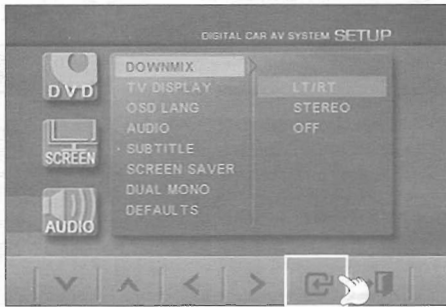 DIGITAL CAR AV SYSTEM SETUP
DVD
SCREEN
AUDIO
DOWNMIX
TV DISPLAY
OSD LANG
AUDIO
SUBTITLE
SCREEN SAVER
DUAL MONO
DEFAULTS
LT/RT
STEREO
OFF